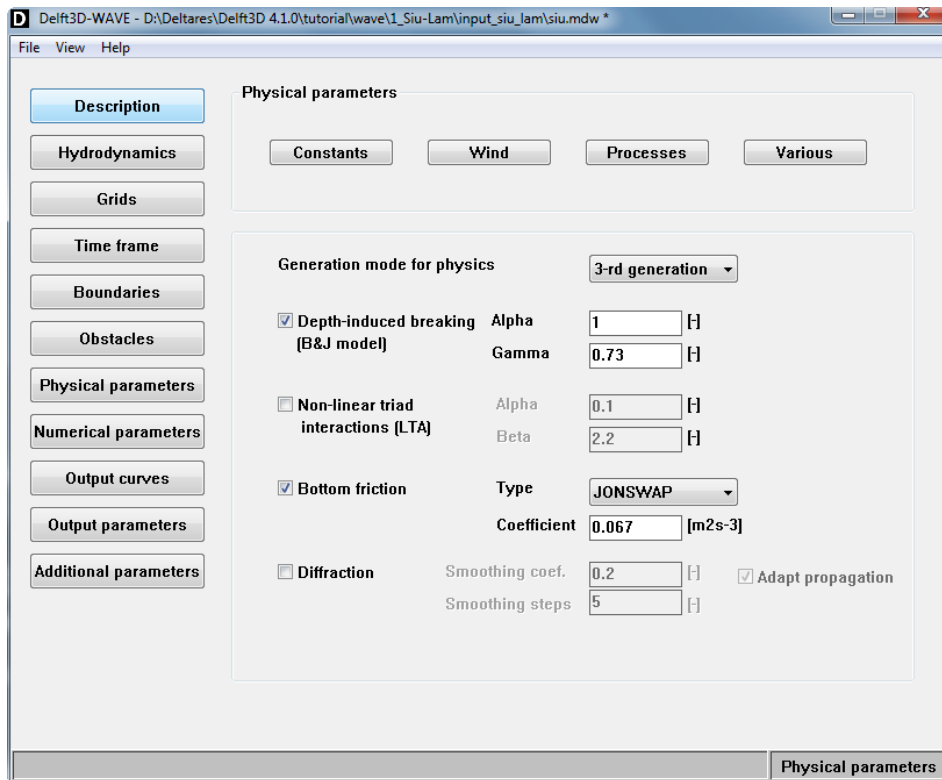 D Delft3D-WAVE - D:\Deltares\Delft3D 4.1.0\tutorial\wave\1_Siu-Lam\input_siu_lam\siu.mdw *
File View Help
Description
Hydrodynamics
Grids
Time frame
Boundaries
Obstacles
Physical parameters
Numerical parameters
Output curves
Output parameters
Additional parameters
Physical parameters
Constants Wind Processes Various
Generation mode for physics 3-rd generation
Depth-induced breaking Alpha 1 [-]
(B&J model) Gamma 0.73 [-]
Non-linear triad Alpha 0.1 [-]
interactions (LTA) Beta 2.2 [-]
Bottom friction Type JONSWAP
Coefficient 0.067 [m2s-3]
Diffraction Smoothing coef. 0.2 [-] Adapt propagation
Smoothing steps 5 [-]
Physical parameters